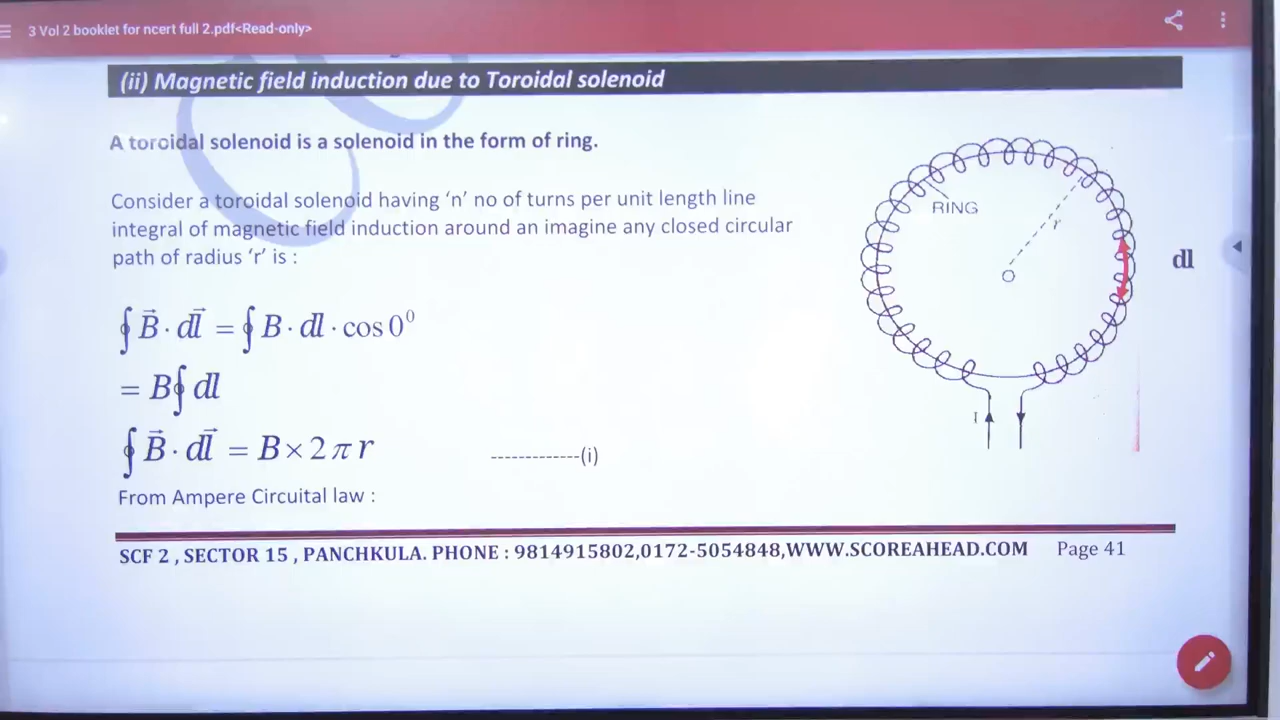 3 Vol 2 booklet for ncert full 2.pdf<Read-only>
(ii) Magnetic field induction due to Toroidal solenoid
A toroidal solenoid is a solenoid in the form of ring.
Consider a toroidal solenoid having ‘n’ no of turns per unit length line
integral of magnetic field induction around an imagine any closed circular
path of radius ‘r’ is :
∮ B⃗ · dl⃗ = ∮ B · dl · cos 0⁰
= B∮ dl
∮ B⃗ · dl⃗ = B × 2 π r -------------(i)
From Ampere Circuital law :
RING
r
O
dl
I
SCF 2 , SECTOR 15 , PANCHKULA. PHONE : 9814915802,0172-5054848,WWW.SCOREAHEAD.COM Page 41